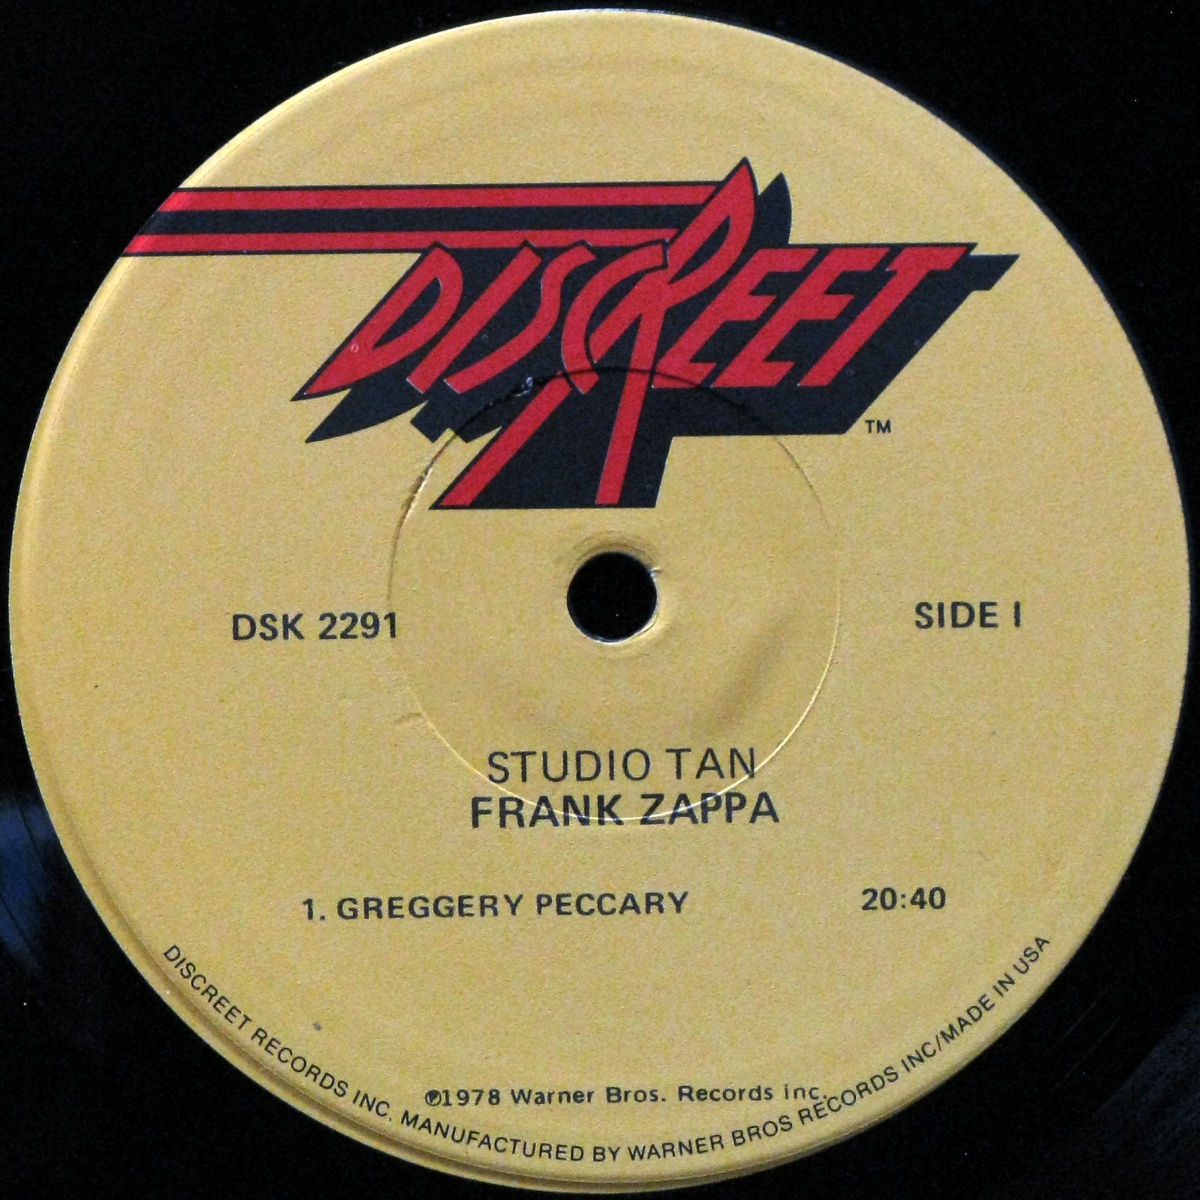 DISCREET
TM
DSK 2291
SIDE I
STUDIO TAN
FRANK ZAPPA
1. GREGGERY PECCARY 20:40
℗1978 Warner Bros. Records Inc.
DISCREET RECORDS INC. MANUFACTURED BY WARNER BROS RECORDS INC/MADE IN USA